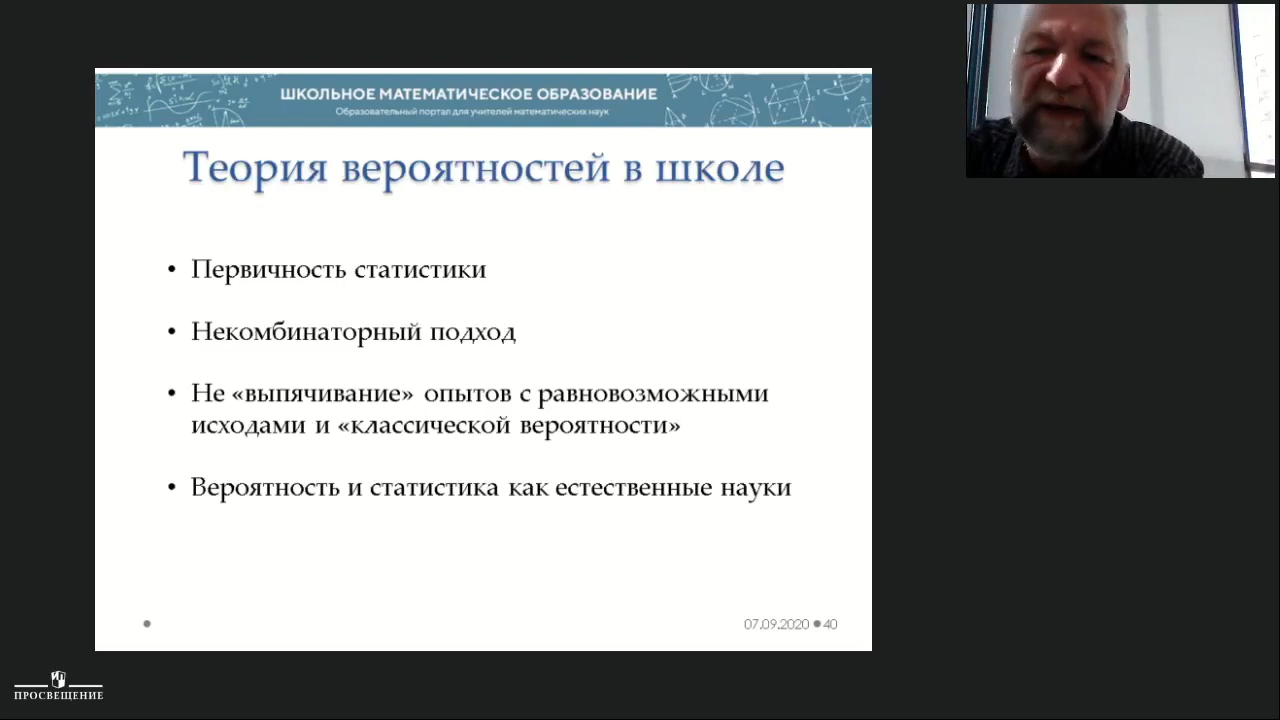 ШКОЛЬНОЕ МАТЕМАТИЧЕСКОЕ ОБРАЗОВАНИЕ
Образовательный портал для учителей математических наук
Теория вероятностей в школе
• Первичность статистики
• Некомбинаторный подход
• Не «выпячивание» опытов с равновозможными
исходами и «классической вероятности»
• Вероятность и статистика как естественные науки
07.09.2020 ● 40
ПРОСВЕЩЕНИЕ